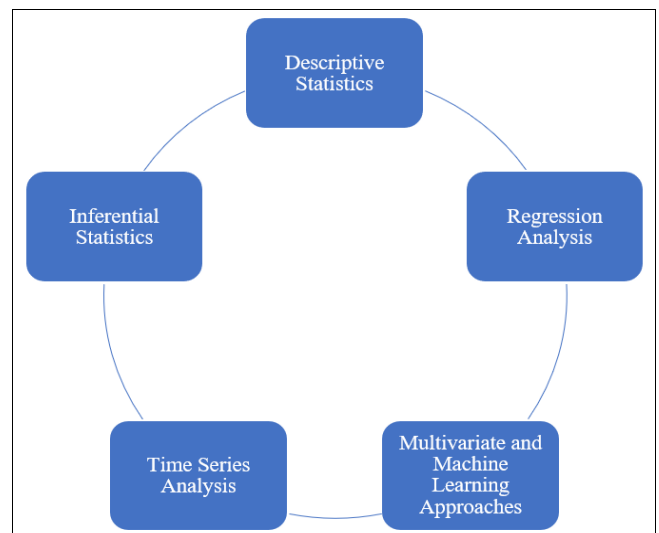 Descriptive
Statistics
Regression
Analysis
Multivariate and
Machine
Learning
Approaches
Time Series
Analysis
Inferential
Statistics